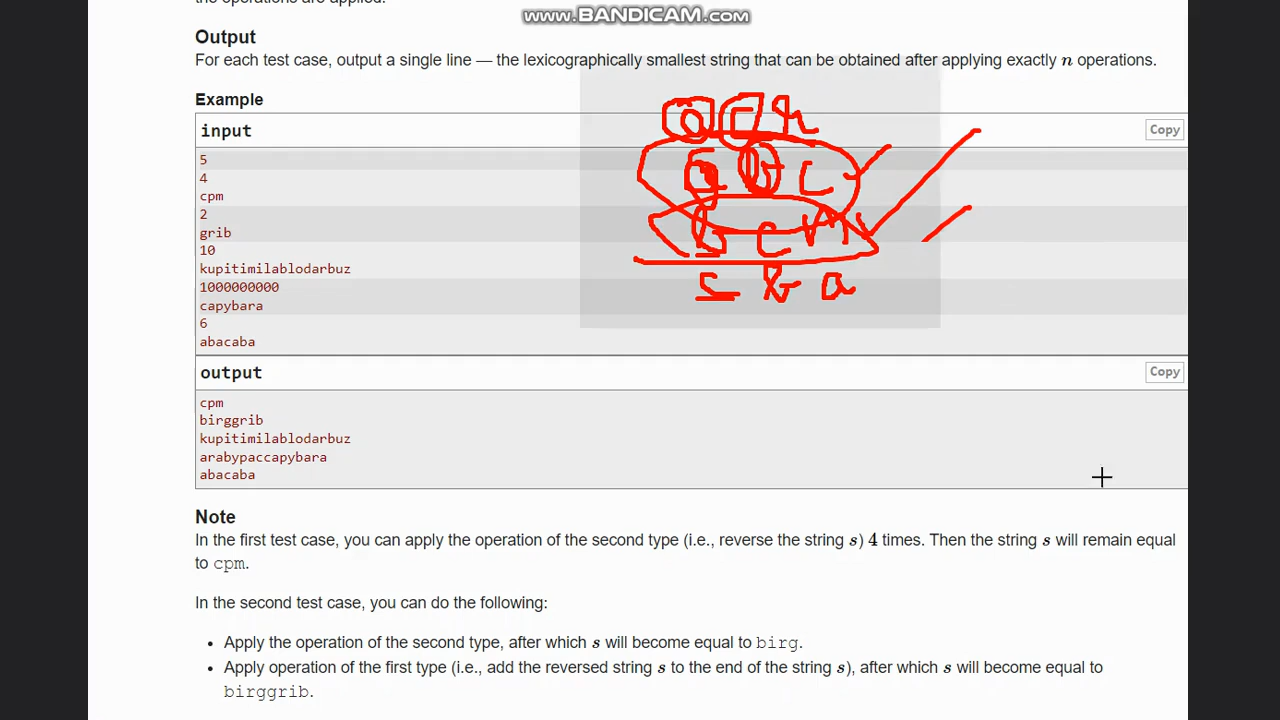 the operations are applied.
www.BANDICAM.com
Output
For each test case, output a single line — the lexicographically smallest string that can be obtained after applying exactly n operations.
Example
input
Copy
5
4
cpm
2
grib
10
kupitimilablodarbuz
1000000000
capybara
6
abacaba
output
Copy
cpm
birggrib
kupitimilablodarbuz
arabypaccapybara
abacaba
Note
In the first test case, you can apply the operation of the second type (i.e., reverse the string s) 4 times. Then the string s will remain equal
to cpm.
In the second test case, you can do the following:
• Apply the operation of the second type, after which s will become equal to birg.
• Apply operation of the first type (i.e., add the reversed string s to the end of the string s), after which s will become equal to
birggrib.